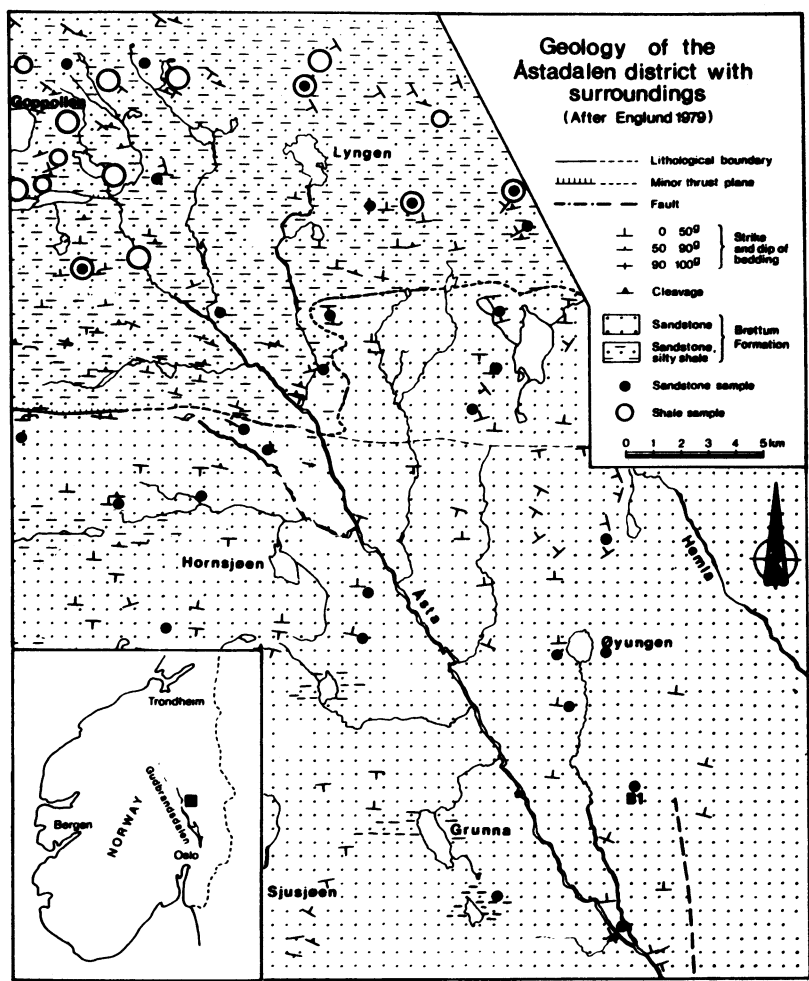 Geology of the
Åstadalen district with
surroundings
(After Englund 1979)
Lithological boundary
Minor thrust plane
Fault
0 50g
50 90g
90 100g
Strike
and dip of
bedding
Cleavage
Sandstone
Sandstone,
silty shale
Brøttum
Formation
Sandstone sample
Shale sample
0 1 2 3 4 5 km
Goppollen
Lyngen
Hornsjøen
Åsta
Hemla
Øyungen
B1
Grunna
Sjusjøen
Trondheim
Gudbrandsdalen
NORWAY
Bergen
Oslo